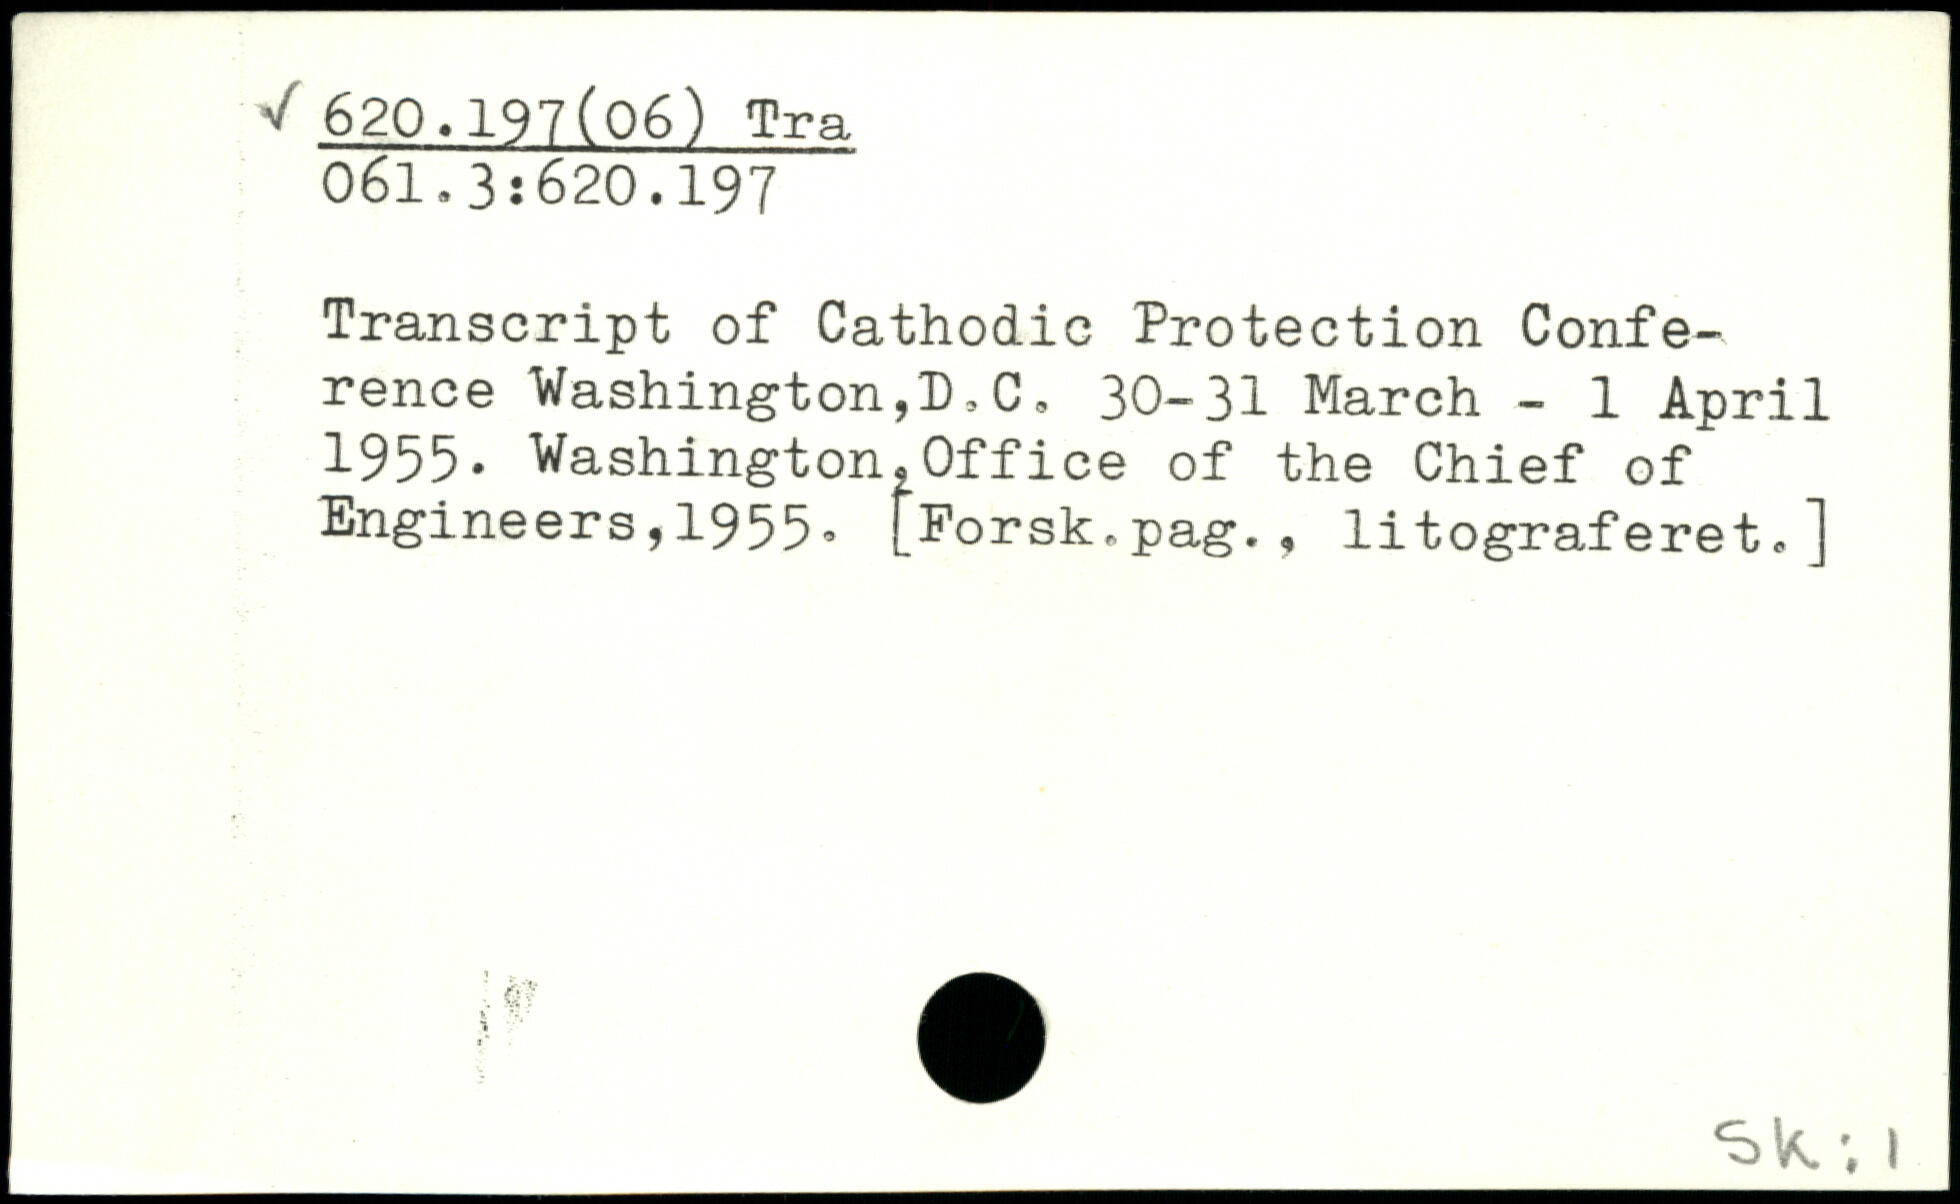 ✓ 620.197(06) Tra
061.3:620.197
Transcript of Cathodic Protection Confe-
rence Washington,D.C. 30-31 March - 1 April
1955. Washington,Office of the Chief of
Engineers,1955. [Forsk.pag., litograferet.]
Sk:1